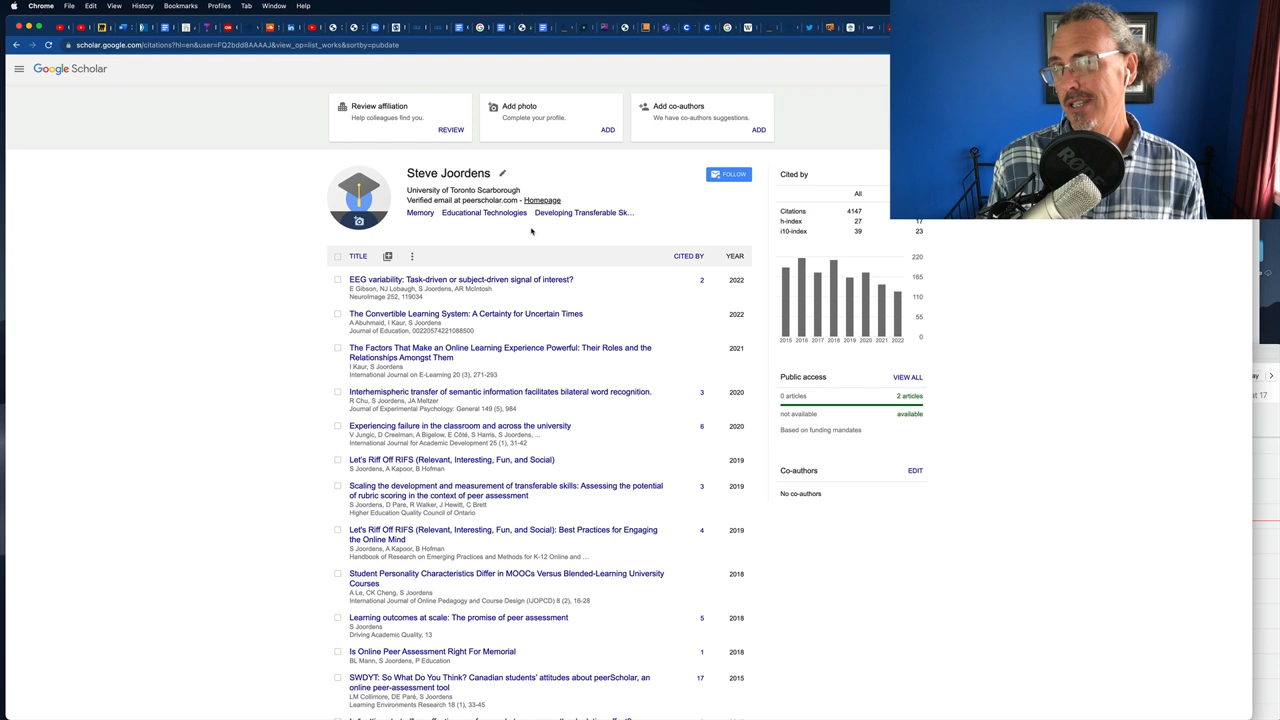 Chrome File Edit View History Bookmarks Profiles Tab Window Help
scholar.google.com/citations?hl=en&user=FQ2bdd8AAAAJ&view_op=list_works&sortby=pubdate
Google Scholar
Review affiliation
Help colleagues find you.
REVIEW
Add photo
Complete your profile.
ADD
Add co-authors
We have co-authors suggestions.
ADD
Steve Joordens
FOLLOW
University of Toronto Scarborough
Verified email at peerscholar.com - Homepage
Memory Educational Technologies Developing Transferable Sk...
TITLE CITED BY YEAR
EEG variability: Task-driven or subject-driven signal of interest? 2 2022
E Gibson, NJ Lobaugh, S Joordens, AR McIntosh
NeuroImage 252, 119034
The Convertible Learning System: A Certainty for Uncertain Times 2022
A Abuhmaid, I Kaur, S Joordens
Journal of Education, 00220574221088500
The Factors That Make an Online Learning Experience Powerful: Their Roles and the 2021
Relationships Amongst Them
I Kaur, S Joordens
International Journal on E-Learning 20 (3), 271-293
Interhemispheric transfer of semantic information facilitates bilateral word recognition. 3 2020
R Chu, S Joordens, JA Meltzer
Journal of Experimental Psychology: General 149 (5), 984
Experiencing failure in the classroom and across the university 6 2020
V Jungic, D Creelman, A Bigelow, E Côté, S Harris, S Joordens, ...
International Journal for Academic Development 25 (1), 31-42
Let's Riff Off RIFS (Relevant, Interesting, Fun, and Social) 2019
S Joordens, A Kapoor, B Hofman
Scaling the development and measurement of transferable skills: Assessing the potential 3 2019
of rubric scoring in the context of peer assessment
S Joordens, D Pare, R Walker, J Hewitt, C Brett
Higher Education Quality Council of Ontario
Let's Riff Off RIFS (Relevant, Interesting, Fun, and Social): Best Practices for Engaging 4 2019
the Online Mind
S Joordens, A Kapoor, B Hofman
Handbook of Research on Emerging Practices and Methods for K-12 Online and ...
Student Personality Characteristics Differ in MOOCs Versus Blended-Learning University 2018
Courses
A Le, CK Cheng, S Joordens
International Journal of Online Pedagogy and Course Design (IJOPCD) 8 (2), 16-28
Learning outcomes at scale: The promise of peer assessment 5 2018
S Joordens
Driving Academic Quality, 13
Is Online Peer Assessment Right For Memorial 1 2018
BL Mann, S Joordens, P Education
SWDYT: So What Do You Think? Canadian students' attitudes about peerScholar, an 17 2015
online peer-assessment tool
LM Collimore, DE Paré, S Joordens
Learning Environments Research 18 (1), 33-45
Cited by
All
Citations 4147
h-index 27 17
i10-index 39 23
220
165
110
55
0
2015 2016 2017 2018 2019 2020 2021 2022
Public access VIEW ALL
0 articles 2 articles
not available available
Based on funding mandates
Co-authors EDIT
No co-authors